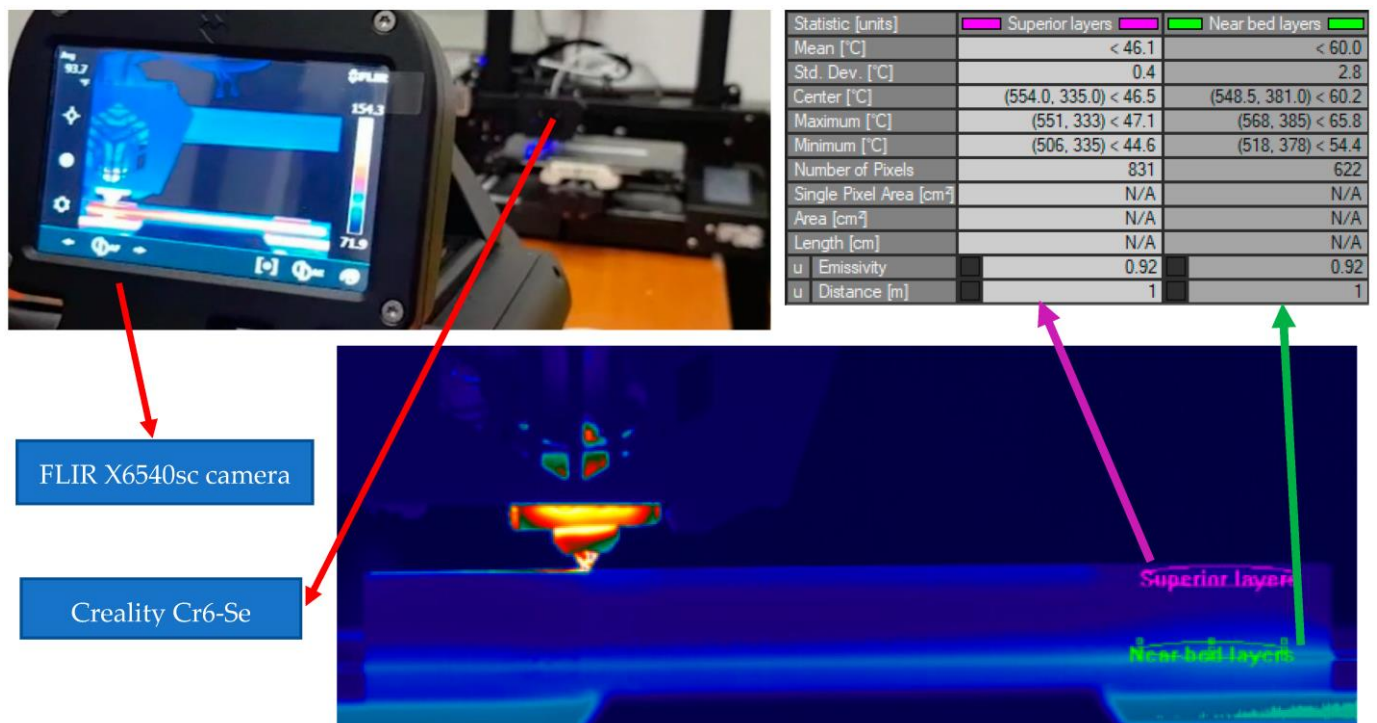 Avg
93.7
°F
FLIR
154.3
71.9
Statistic [units] Superior layers Near bed layers
Mean [°C] < 46.1 < 60.0
Std. Dev. [°C] 0.4 2.8
Center [°C] (554.0, 335.0) < 46.5 (548.5, 381.0) < 60.2
Maximum [°C] (551, 333) < 47.1 (568, 385) < 65.8
Minimum [°C] (506, 335) < 44.6 (518, 378) < 54.4
Number of Pixels 831 622
Single Pixel Area [cm²] N/A N/A
Area [cm²] N/A N/A
Length [cm] N/A N/A
u Emissivity 0.92 0.92
u Distance [m] 1 1
FLIR X6540sc camera
Creality Cr6-Se
Superior layers
Near bed layers